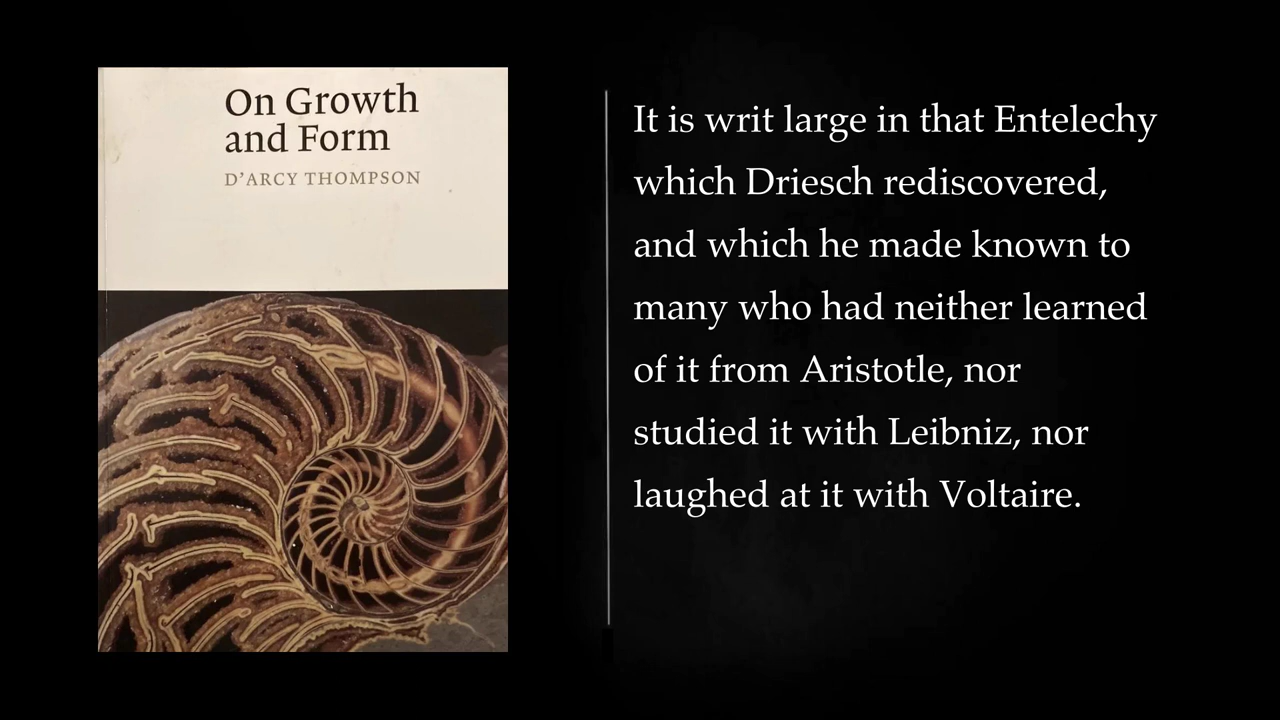 On Growth
and Form
D'ARCY THOMPSON
It is writ large in that Entelechy
which Driesch rediscovered,
and which he made known to
many who had neither learned
of it from Aristotle, nor
studied it with Leibniz, nor
laughed at it with Voltaire.